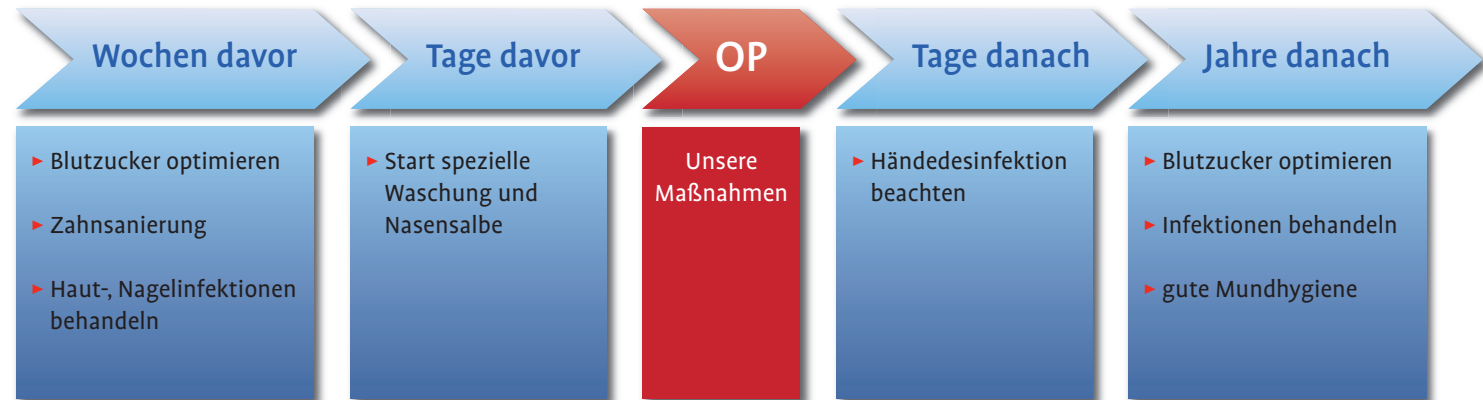 Wochen davor
Tage davor
OP
Tage danach
Jahre danach
► Blutzucker optimieren
► Zahnsanierung
► Haut-, Nagelinfektionen
behandeln
► Start spezielle
Waschung und
Nasensalbe
Unsere
Maßnahmen
► Händedesinfektion
beachten
► Blutzucker optimieren
► Infektionen behandeln
► gute Mundhygiene